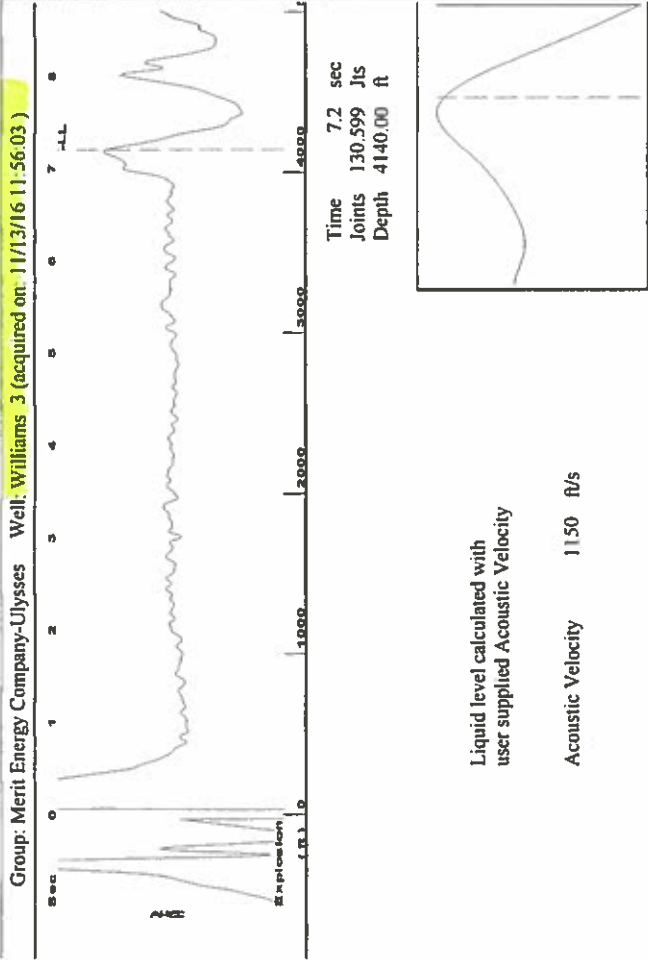 Group: Merit Energy Company-Ulysses Well: Williams 3 (acquired on: 11/13/16 11:56:03 )
Sec
0 1 2 3 4 5 6 7 8
LL
Explosion
(ft)
0 1000 2000 3000 4000
Time 7.2 sec
Joints 130.599 Jts
Depth 4140.00 ft
Liquid level calculated with
user supplied Acoustic Velocity
Acoustic Velocity 1150 ft/s